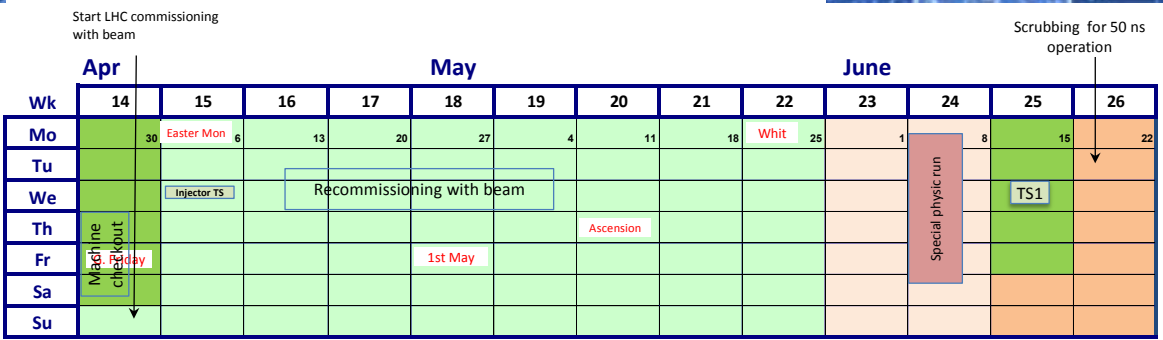 Start LHC commissioning
with beam
Scrubbing for 50 ns
operation
Apr May June
Wk 14 15 16 17 18 19 20 21 22 23 24 25 26
Mo 30 Easter Mon 6 13 20 27 4 11 18 Whit 25 1 8 15 22
Tu
We Injector TS Recommissioning with beam TS1
Th Ascension
Fr G. Friday 1st May
Sa
Su
Machine
checkout
Special physic run